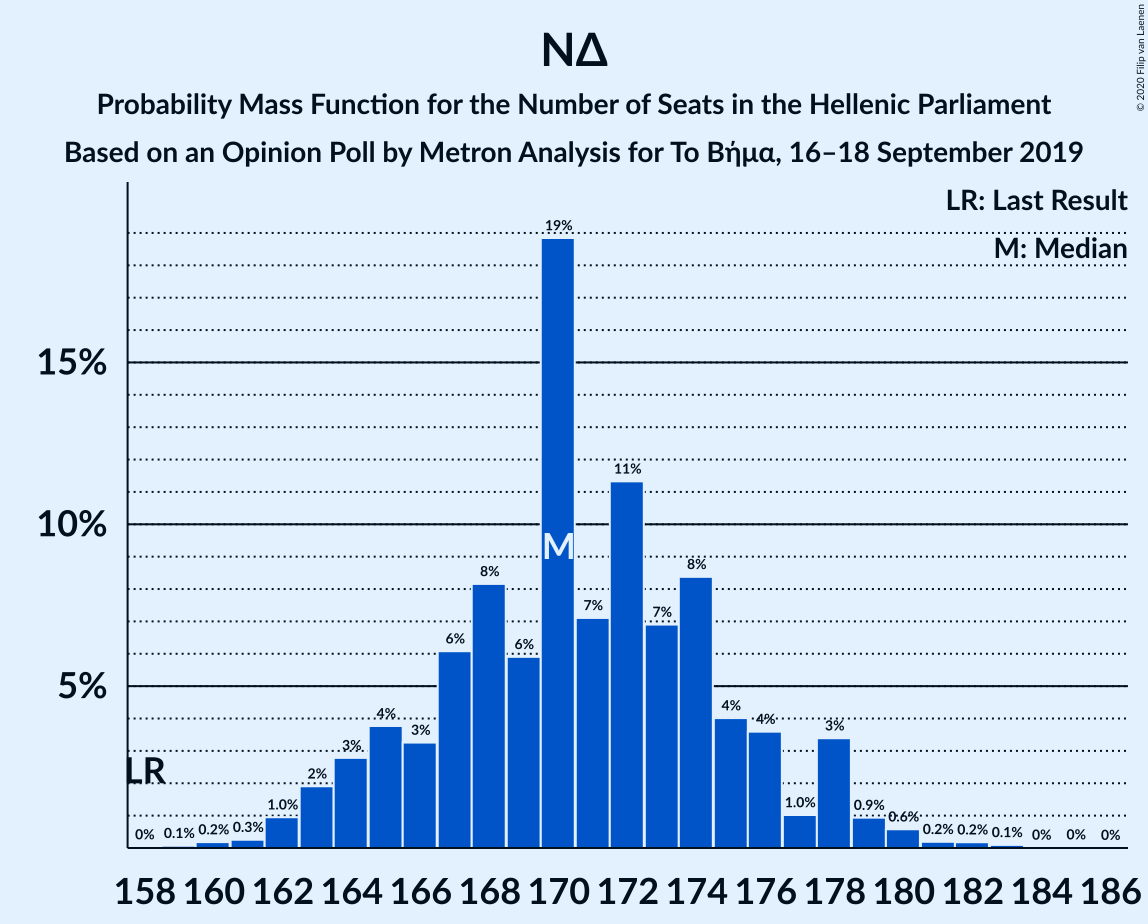 ΝΔ
Probability Mass Function for the Number of Seats in the Hellenic Parliament
Based on an Opinion Poll by Metron Analysis for Το Βήμα, 16–18 September 2019
© 2020 Filip van Laenen
LR: Last Result
M: Median
15%
10%
5%
LR
M
0% 0.1% 0.2% 0.3% 1.0% 2% 3% 4% 3% 6% 8% 6% 19% 7% 11% 7% 8% 4% 4% 1.0% 3% 0.9% 0.6% 0.2% 0.2% 0.1% 0% 0% 0%
158 160 162 164 166 168 170 172 174 176 178 180 182 184 186